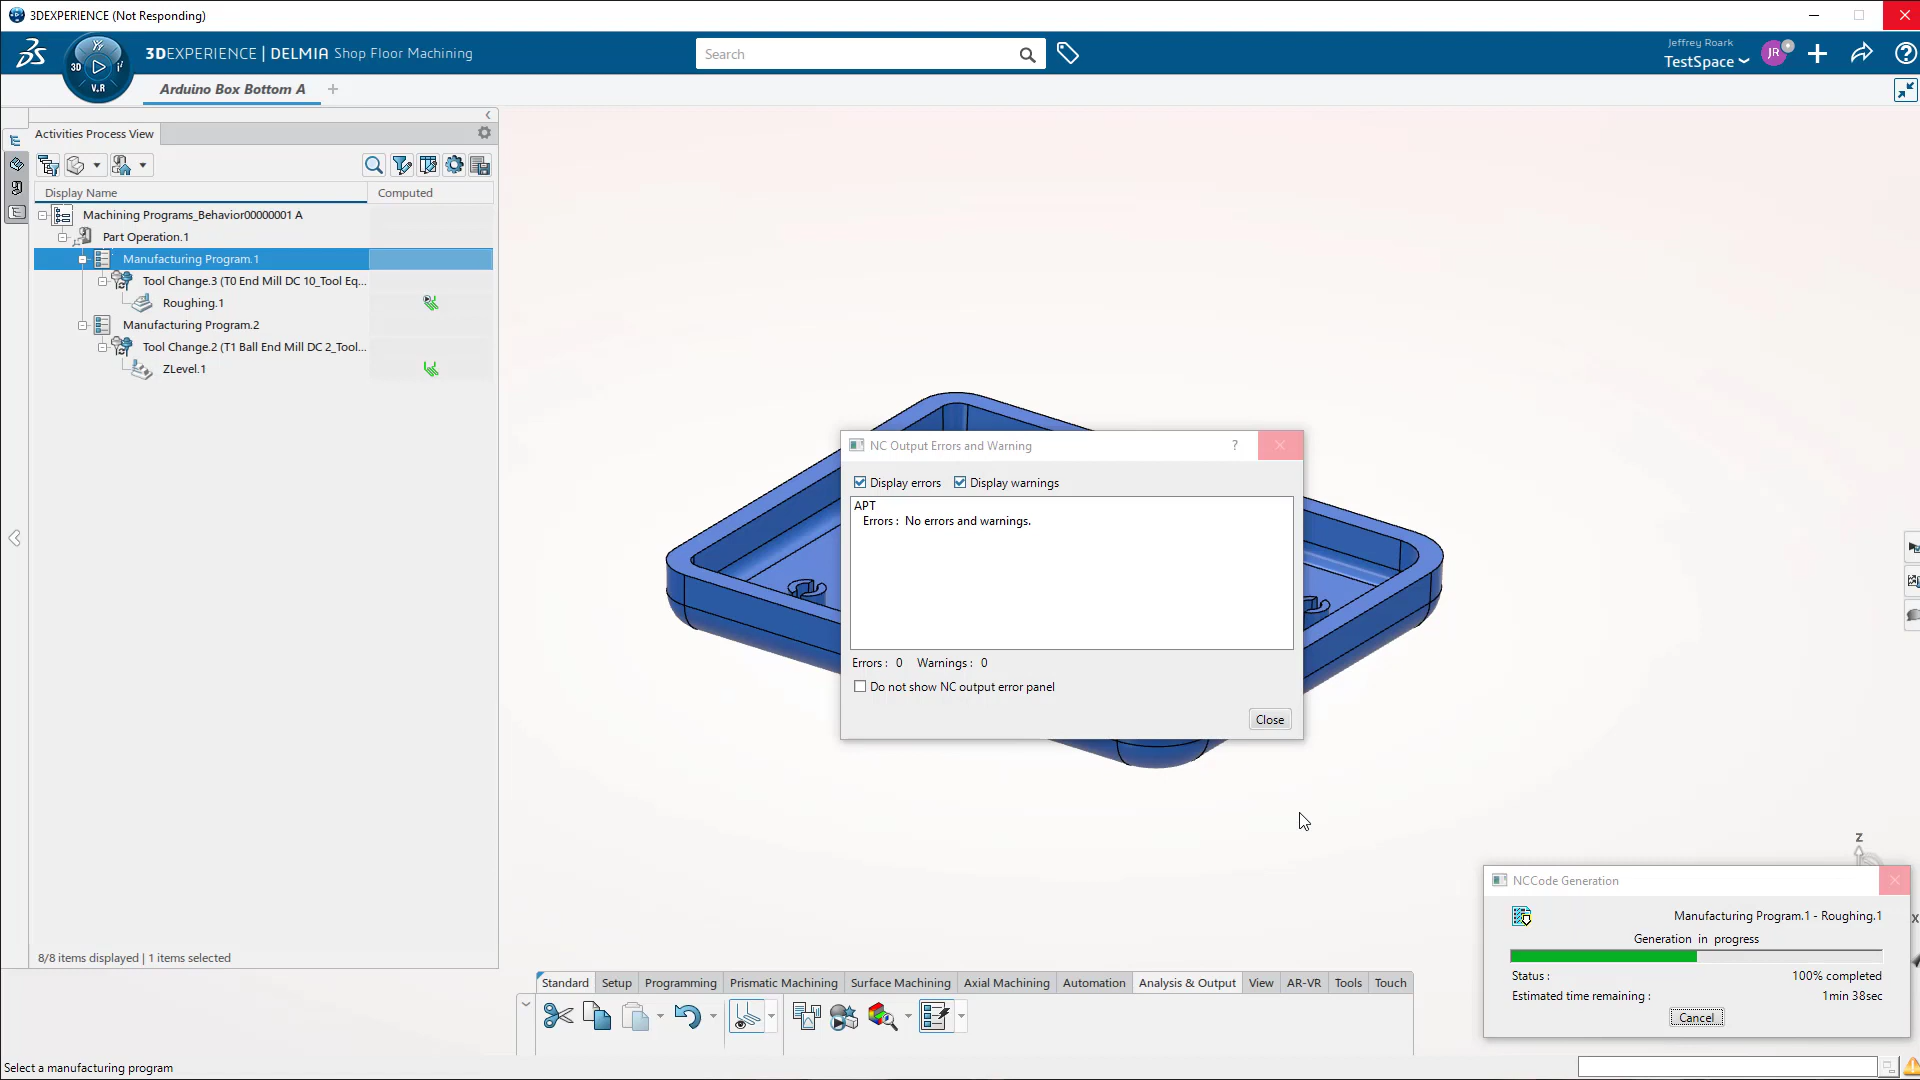 3DEXPERIENCE (Not Responding)
3DEXPERIENCE | DELMIA Shop Floor Machining
3D
V.R
Search
Jeffrey Roark
TestSpace
JR
Arduino Box Bottom A
Activities Process View
Display Name
Computed
Machining Programs_Behavior00000001 A
Part Operation.1
Manufacturing Program.1
Tool Change.3 (T0 End Mill DC 10_Tool Eq...
Roughing.1
Manufacturing Program.2
Tool Change.2 (T1 Ball End Mill DC 2_Tool...
ZLevel.1
8/8 items displayed | 1 items selected
NC Output Errors and Warning
?
Display errors
Display warnings
APT
Errors : No errors and warnings.
Errors : 0 Warnings : 0
Do not show NC output error panel
Close
Z
X
NCCode Generation
Manufacturing Program.1 - Roughing.1
Generation in progress
Status :
100% completed
Estimated time remaining :
1min 38sec
Cancel
Standard
Setup
Programming
Prismatic Machining
Surface Machining
Axial Machining
Automation
Analysis & Output
View
AR-VR
Tools
Touch
Select a manufacturing program